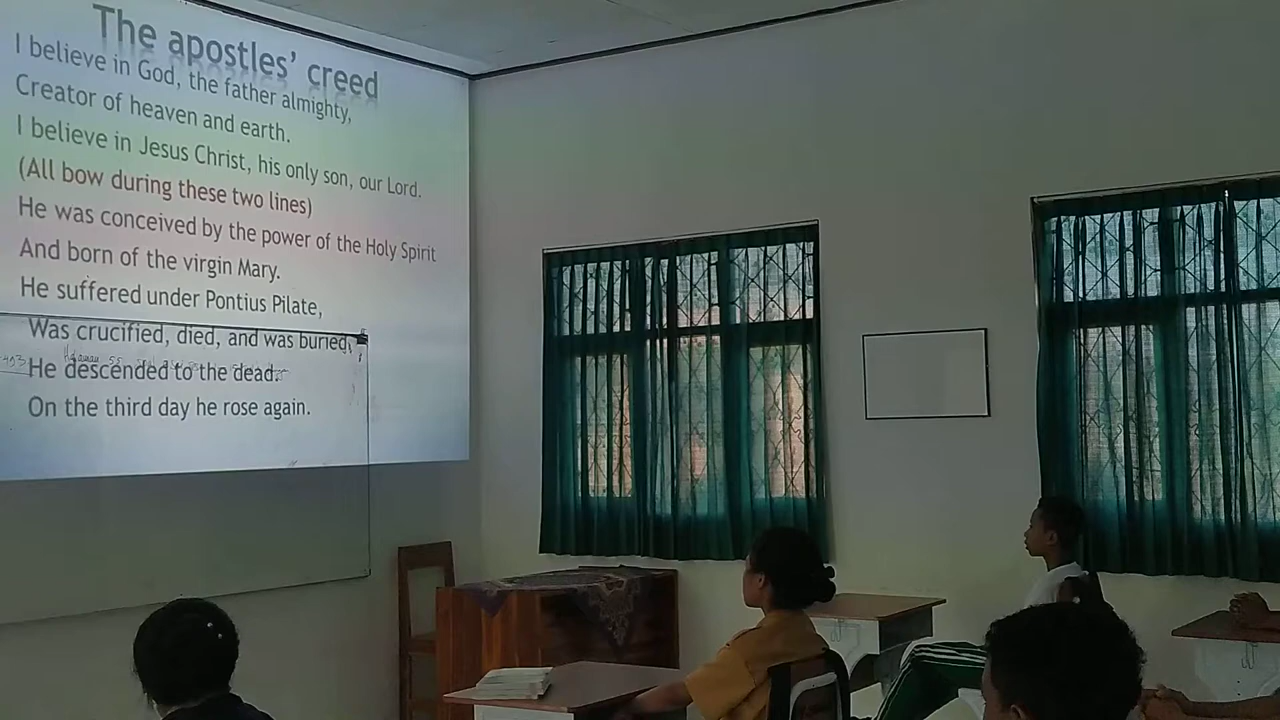 The apostles' creed
I believe in God, the father almighty,
Creator of heaven and earth.
I believe in Jesus Christ, his only son, our Lord.
(All bow during these two lines)
He was conceived by the power of the Holy Spirit
And born of the virgin Mary.
He suffered under Pontius Pilate,
Was crucified, died, and was buried,
He descended to the dead.
On the third day he rose again.